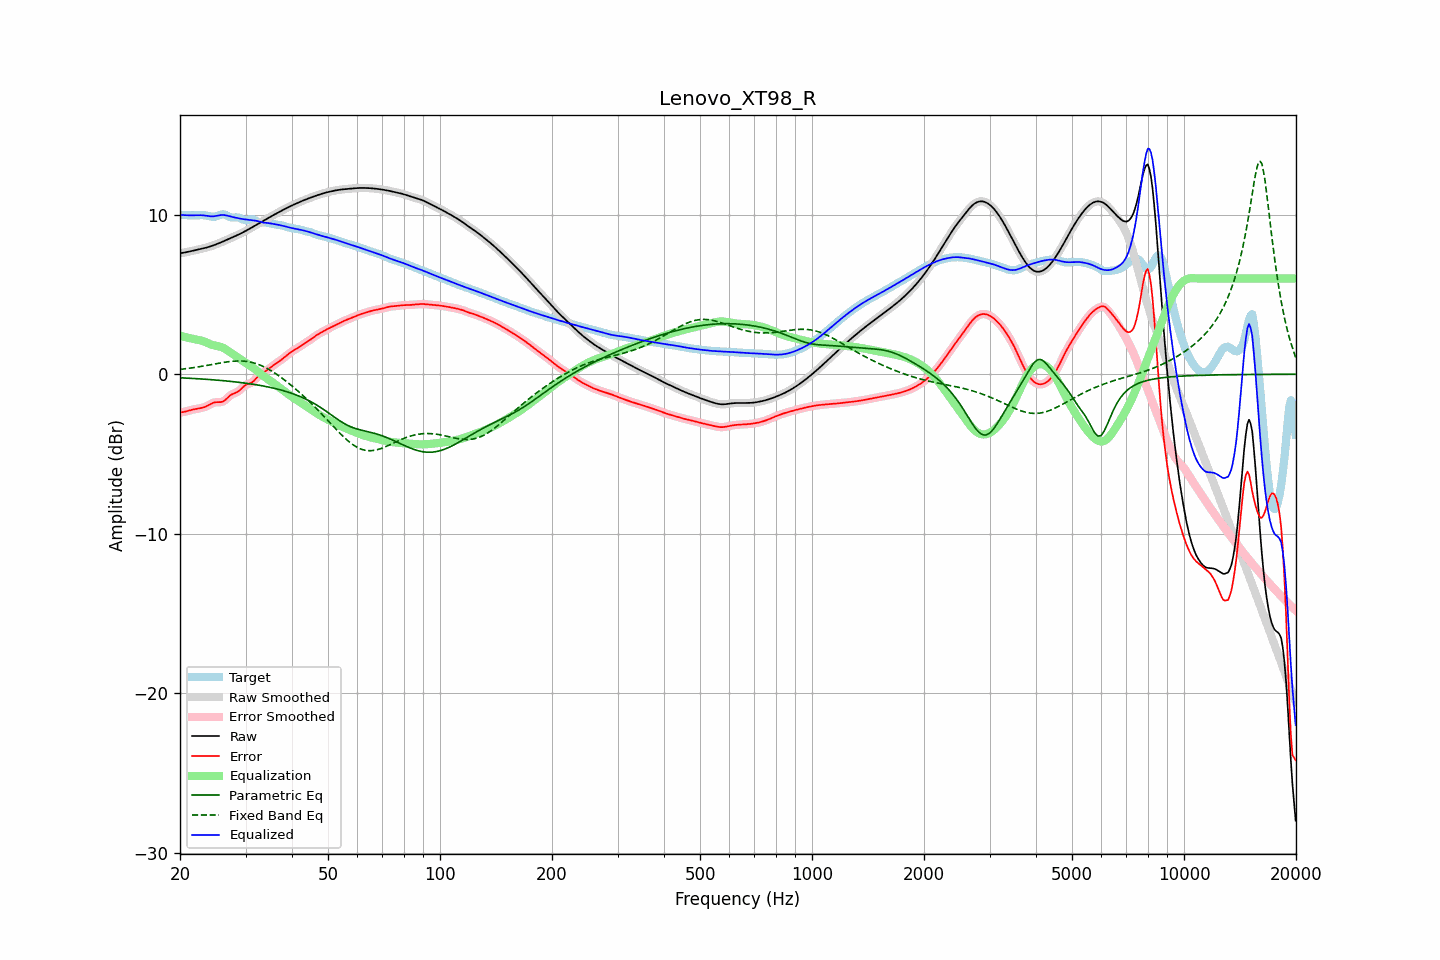 Lenovo_XT98_R
Amplitude (dBr)
10
0
−10
−20
−30
Target
Raw Smoothed
Error Smoothed
Raw
Error
Equalization
Parametric Eq
Fixed Band Eq
Equalized
20 50 100 200 500 1000 2000 5000 10000 20000
Frequency (Hz)